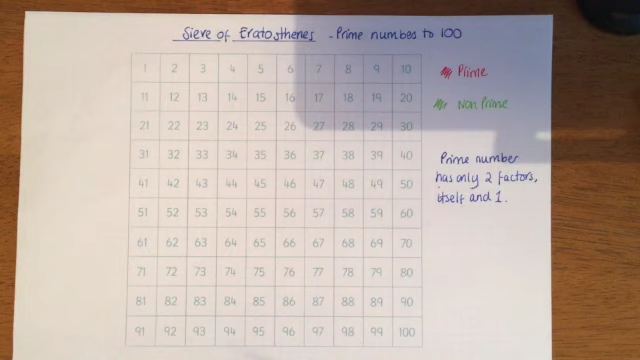 Sieve of Eratosthenes - Prime numbes to 100
1 2 3 4 5 6 7 8 9 10
Prime
11 12 13 14 15 16 17 18 19 20
Non Prime
21 22 23 24 25 26 27 28 29 30
31 32 33 34 35 36 37 38 39 40
Prime number
has only 2 factors,
itself and 1.
41 42 43 44 45 46 47 48 49 50
51 52 53 54 55 56 57 58 59 60
61 62 63 64 65 66 67 68 69 70
71 72 73 74 75 76 77 78 79 80
81 82 83 84 85 86 87 88 89 90
91 92 93 94 95 96 97 98 99 100